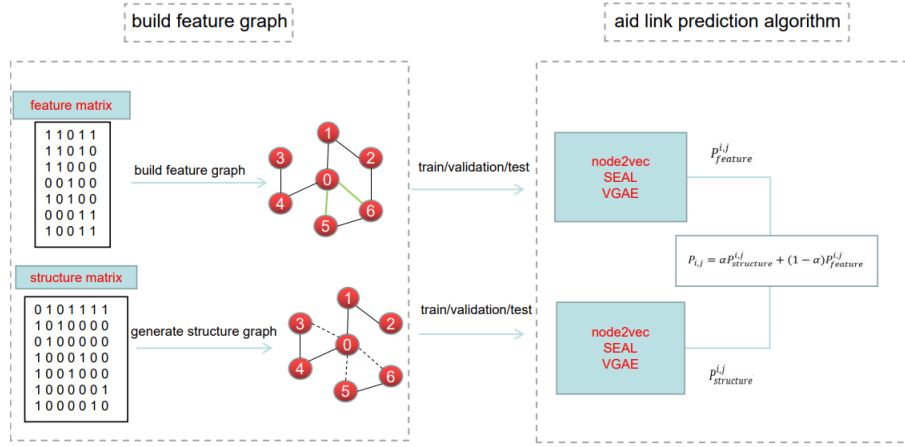 build feature graph
aid link prediction algorithm
feature matrix
1 1 0 1 1
1 1 0 1 0
1 1 0 0 0
0 0 1 0 0
1 0 1 0 0
0 0 0 1 1
1 0 0 1 1
build feature graph
1
3
2
0
4
6
5
train/validation/test
node2vec
SEAL
VGAE
P^{i,j}_{feature}
P_{i,j} = αP^{i,j}_{structure} + (1 − α)P^{i,j}_{feature}
structure matrix
0 1 0 1 1 1 1
1 0 1 0 0 0 0
0 1 0 0 0 0 0
1 0 0 0 1 0 0
1 0 0 1 0 0 0
1 0 0 0 0 0 1
1 0 0 0 0 1 0
generate structure graph
1
3
2
0
4
6
5
train/validation/test
node2vec
SEAL
VGAE
P^{i,j}_{structure}